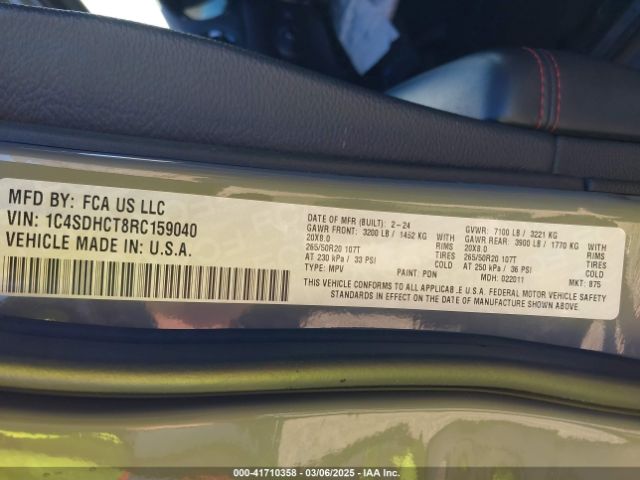 MFD BY: FCA US LLC
VIN: 1C4SDHCT8RC159040
VEHICLE MADE IN: U.S.A.
DATE OF MFR (BUILT): 2-24
GAWR FRONT: 3200 LB / 1452 KG
20X8.0 RIMS
265/50R20 107T TIRES
AT 230 kPa / 33 PSI COLD
TYPE: MPV PAINT: PDN
GVWR: 7100 LB / 3221 KG
GAWR REAR: 3900 LB / 1770 KG
20X8.0 RIMS
265/50R20 107T TIRES
AT 250 kPa / 36 PSI COLD
MDH: 022011 MKT: 875
THIS VEHICLE CONFORMS TO ALL APPLICABLE U.S.A. FEDERAL MOTOR VEHICLE SAFETY
STANDARDS IN EFFECT ON THE DATE OF MANUFACTURE SHOWN ABOVE.
000-41710358 - 03/06/2025 - IAA Inc.